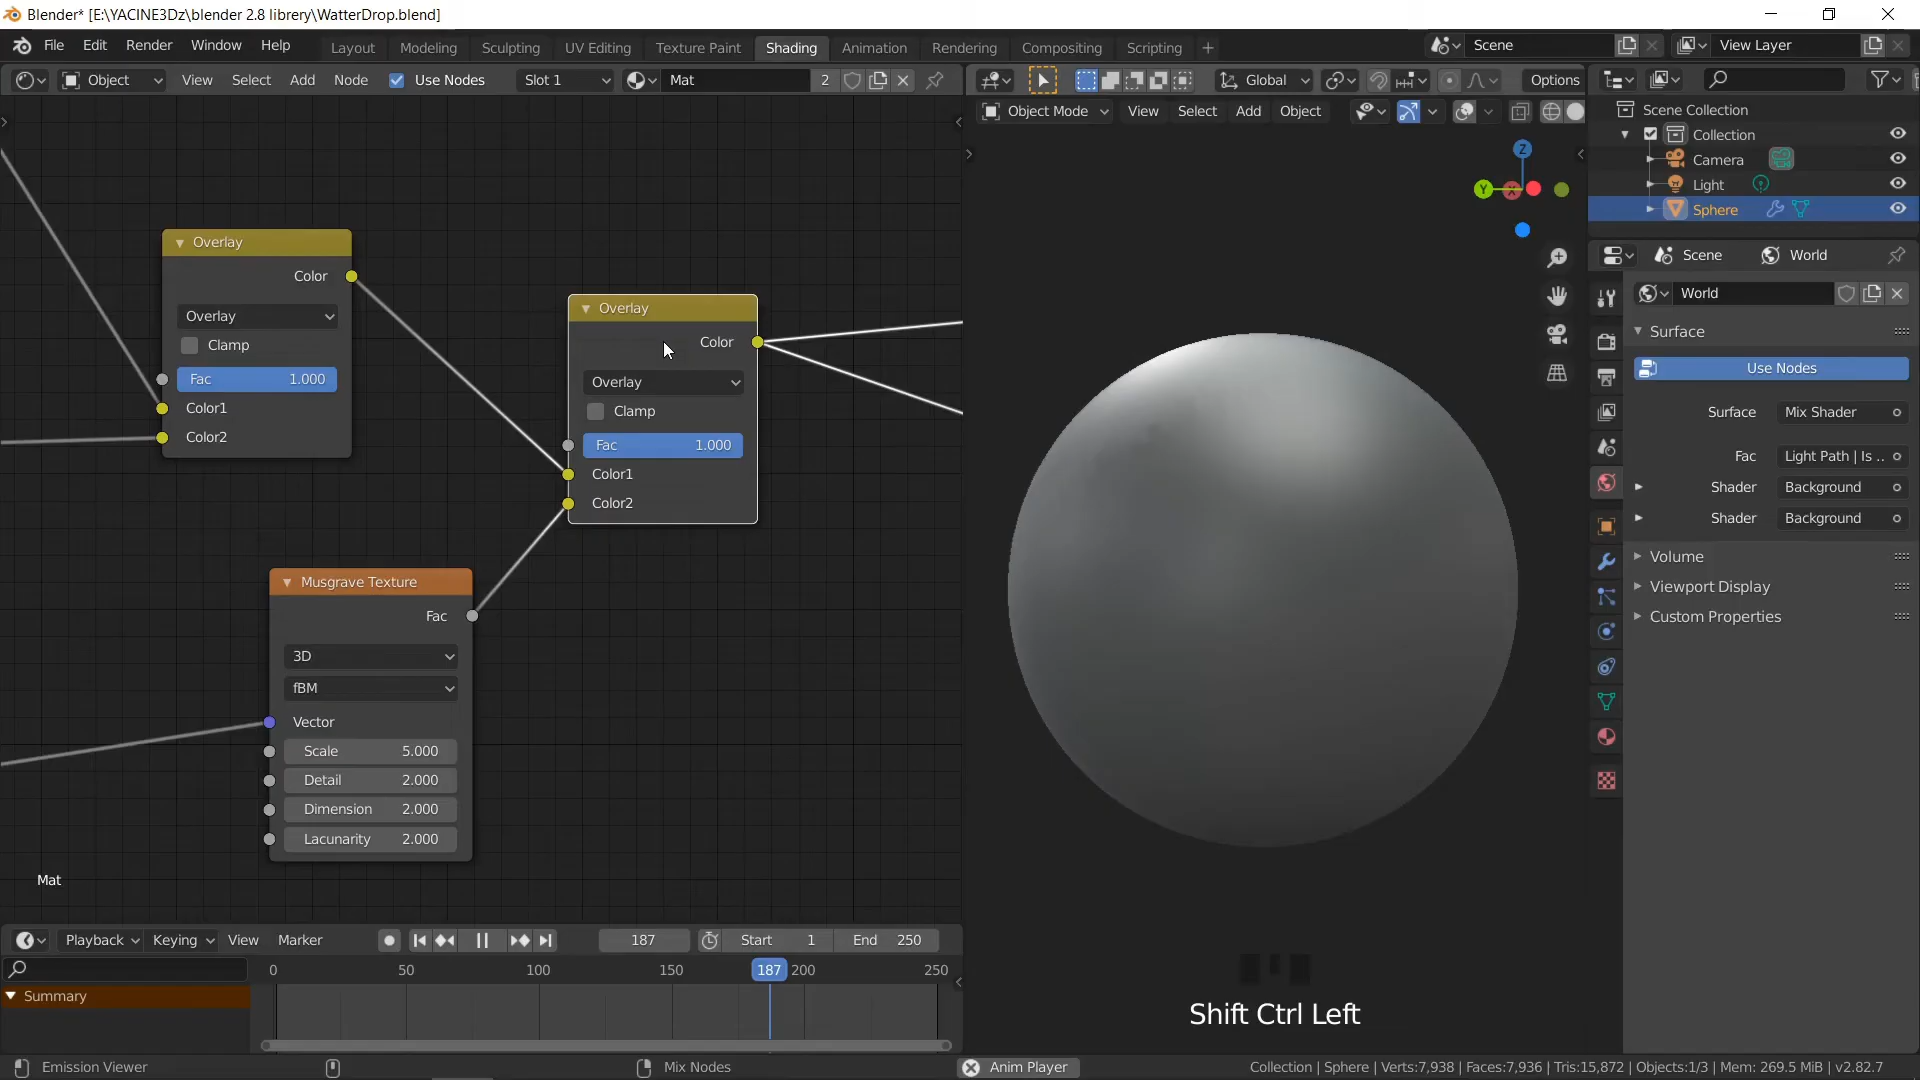 Blender* [E:\YACINE3Dz\blender 2.8 librery\WatterDrop.blend]
File Edit Render Window Help Layout Modeling Sculpting UV Editing Texture Paint Shading Animation Rendering Compositing Scripting + Scene View Layer
Object View Select Add Node Use Nodes Slot 1 Mat 2 Global Options
Object Mode View Select Add Object
Scene Collection
Collection
Camera
Light
Sphere
Z
Y
X
Scene World
World
Surface
Use Nodes
Surface Mix Shader
Fac Light Path | Is ..
Shader Background
Shader Background
Volume
Viewport Display
Custom Properties
Overlay
Color
Overlay
Clamp
Fac 1.000
Color1
Color2
Overlay
Color
Overlay
Clamp
Fac 1.000
Color1
Color2
Musgrave Texture
Fac
3D
fBM
Vector
Scale 5.000
Detail 2.000
Dimension 2.000
Lacunarity 2.000
Mat
Shift Ctrl Left
Playback Keying View Marker 187 Start 1 End 250
0 50 100 150 187 200 250
Summary
Emission Viewer Mix Nodes Anim Player Collection | Sphere | Verts:7,938 | Faces:7,936 | Tris:15,872 | Objects:1/3 | Mem: 269.5 MiB | v2.82.7